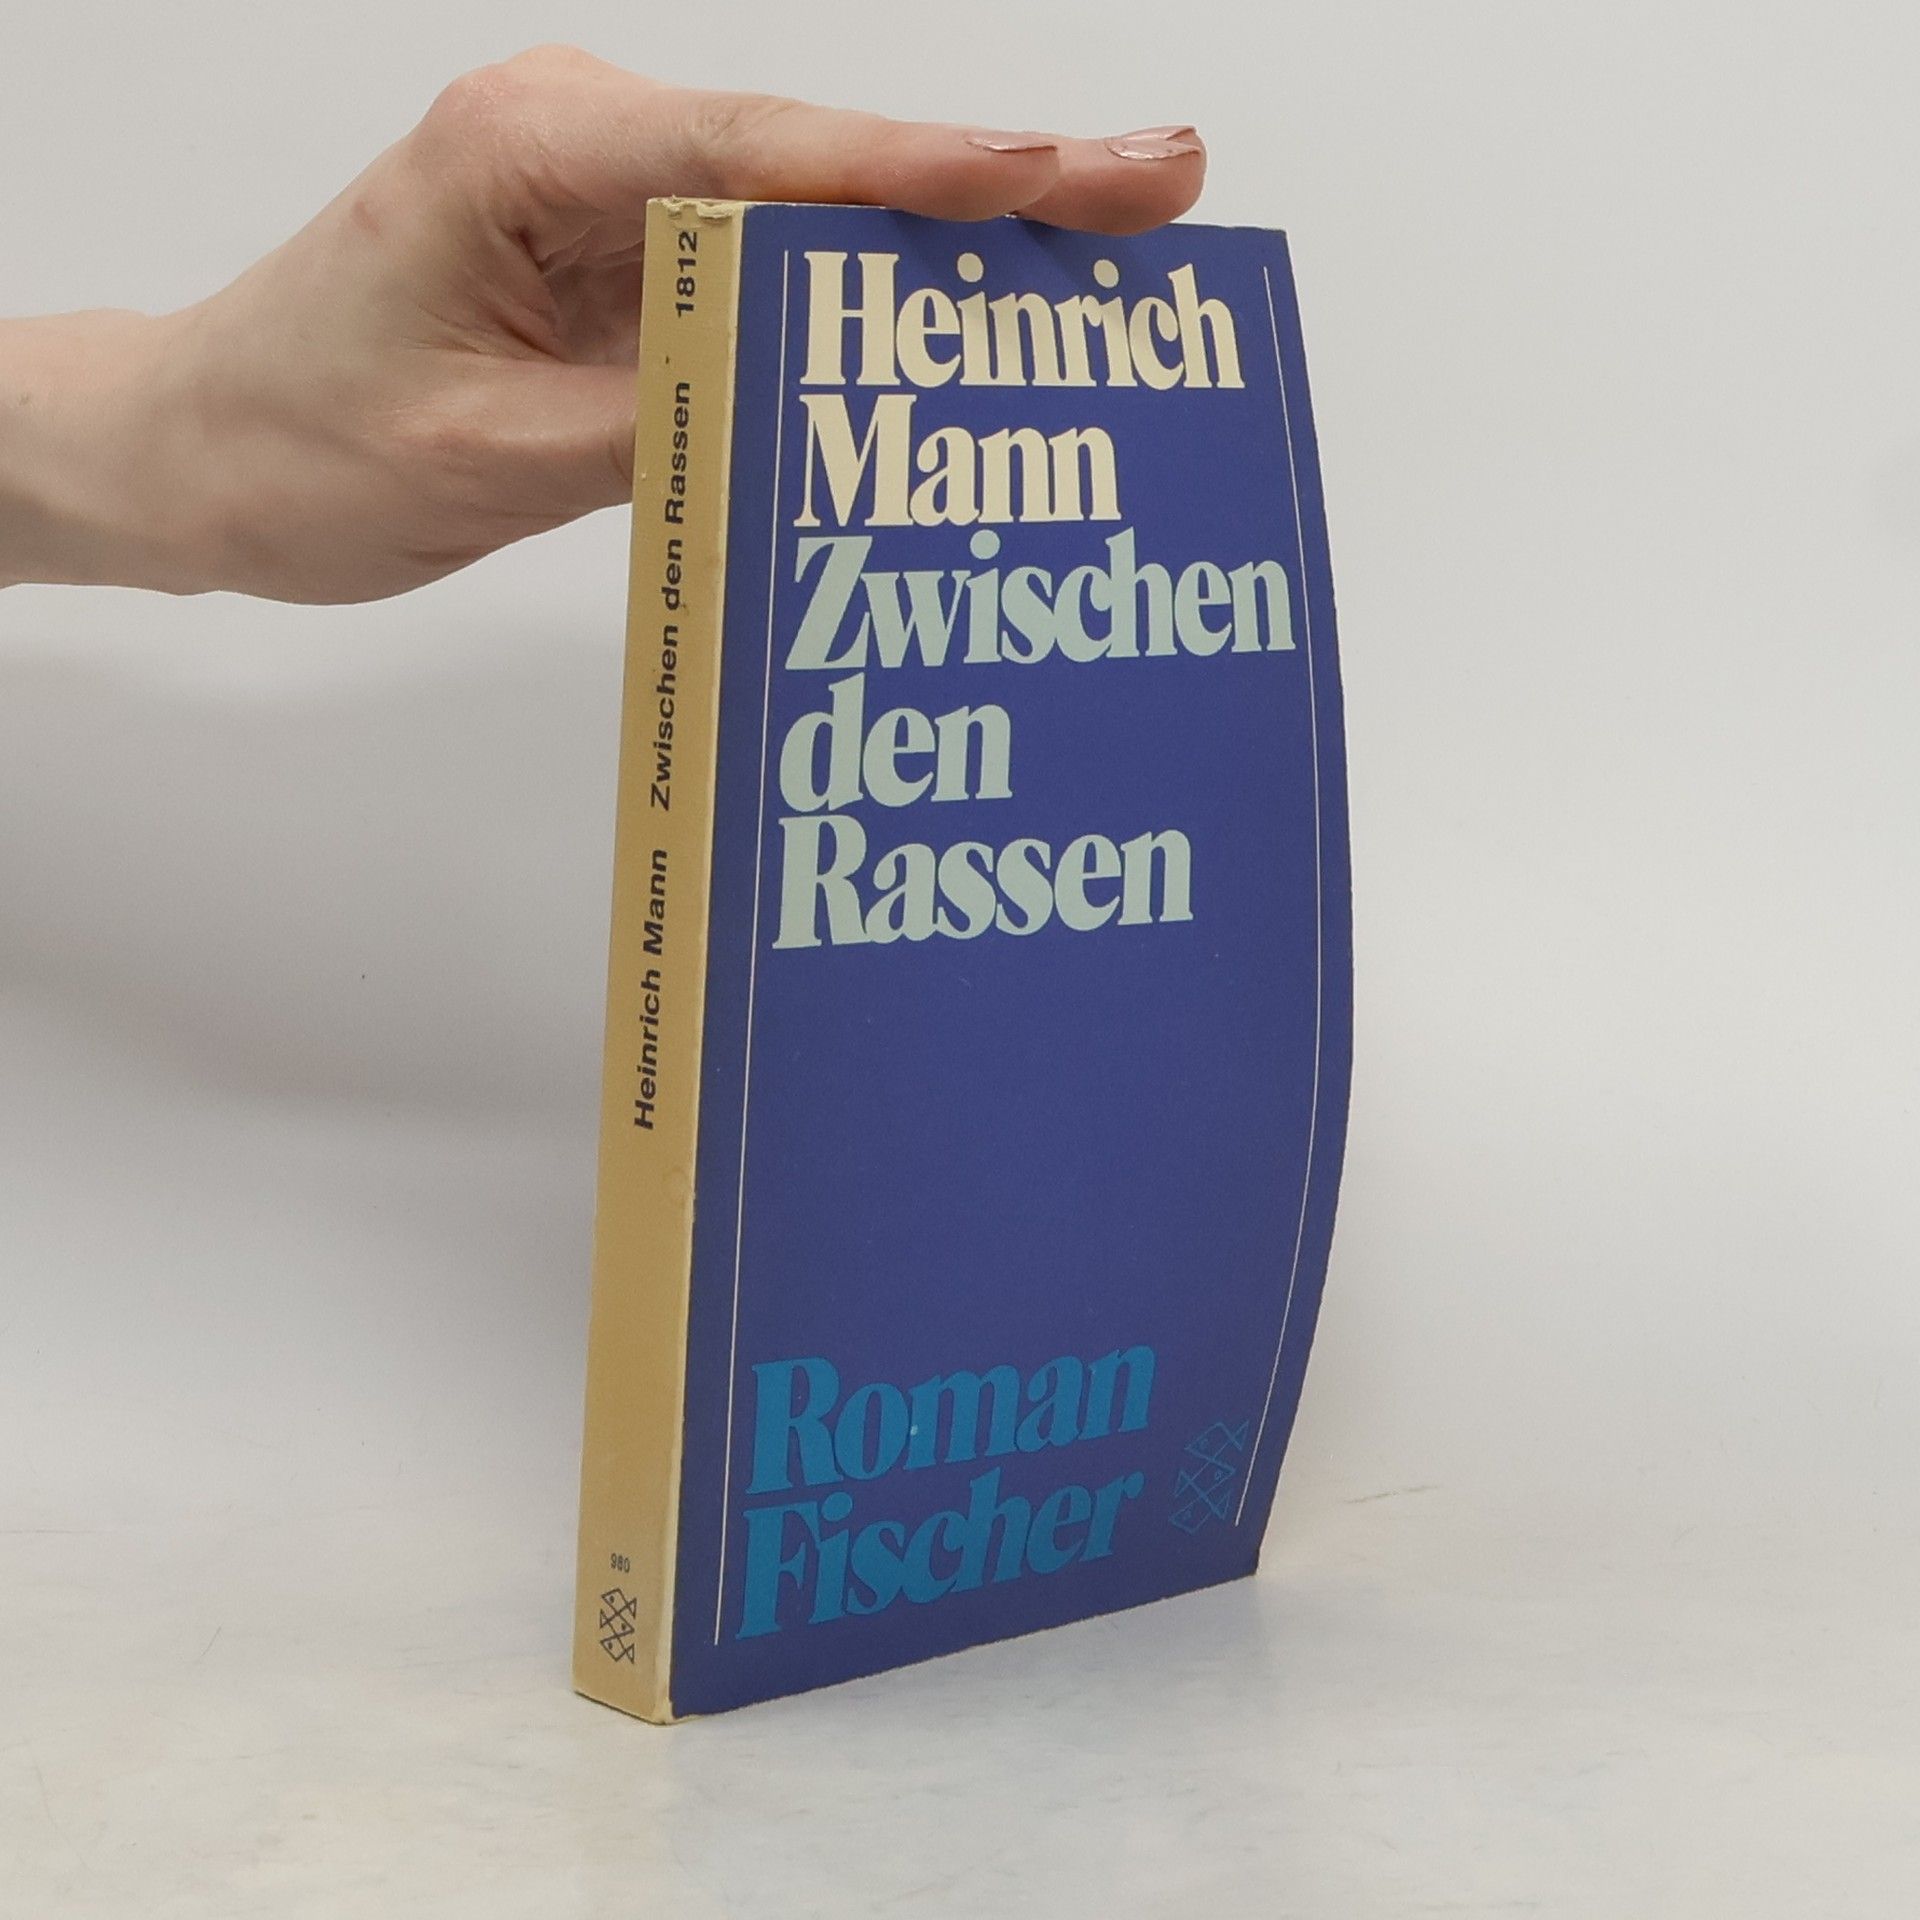 Heinrich Mann Zwischen den Rassen 1812
980
Heinrich
Mann
Zwischen
den
Rassen
Roman
Fischer